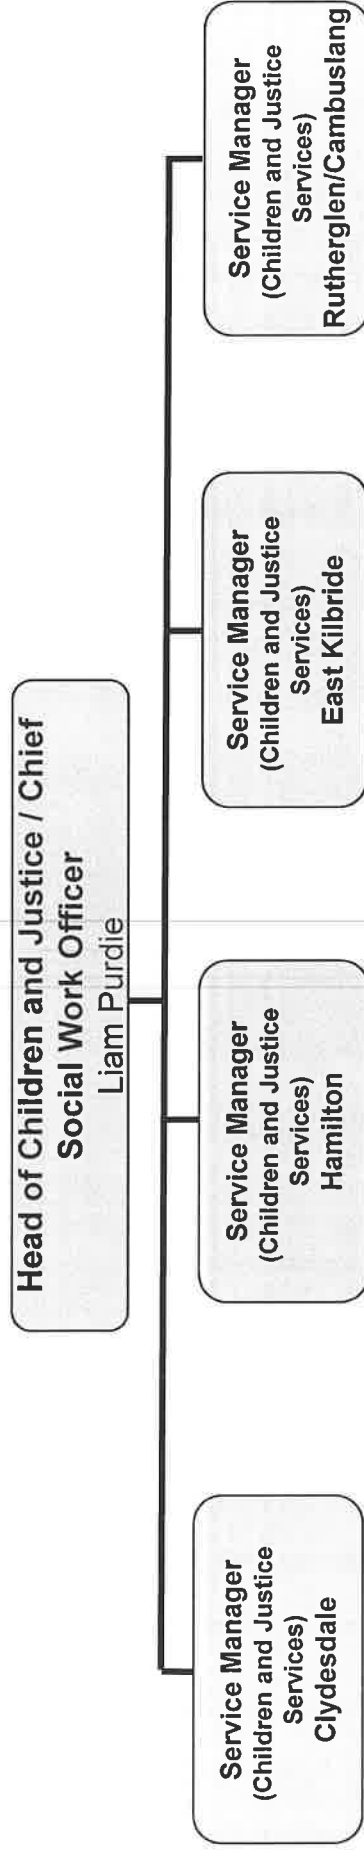 Head of Children and Justice / Chief
Social Work Officer
Liam Purdie
Service Manager
(Children and Justice
Services)
Clydesdale
Service Manager
(Children and Justice
Services)
Hamilton
Service Manager
(Children and Justice
Services)
East Kilbride
Service Manager
(Children and Justice
Services)
Rutherglen/Cambuslang